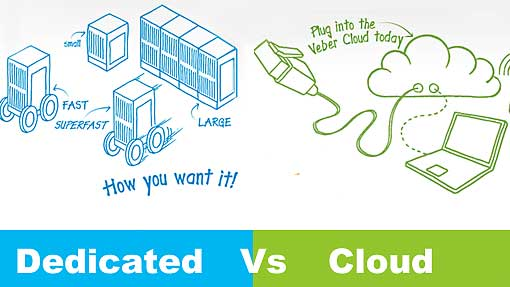 small
FAST
SUPERFAST
LARGE
How you want it!
Plug into the
Veber Cloud today
Dedicated Vs Cloud